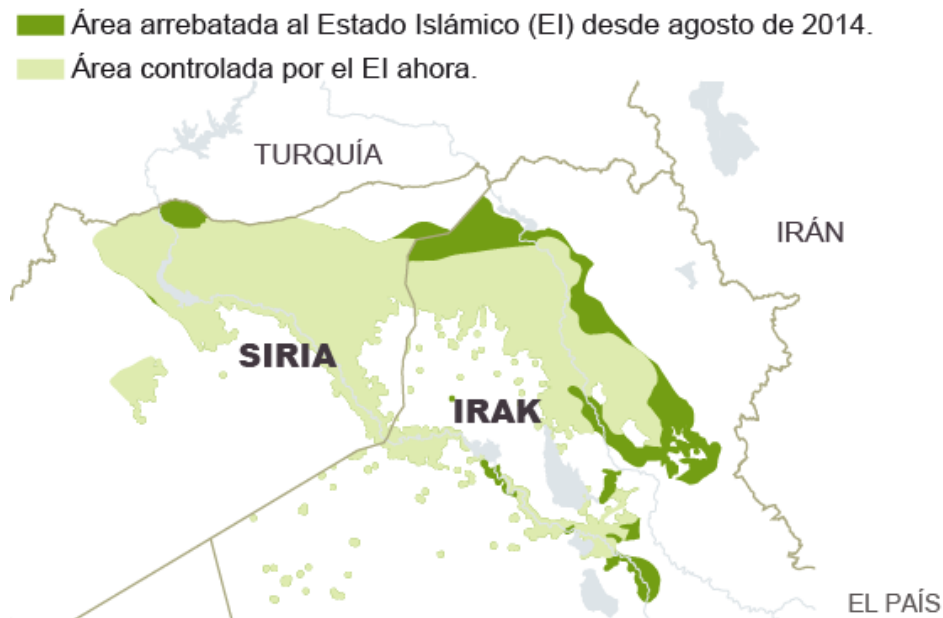 Área arrebatada al Estado Islámico (EI) desde agosto de 2014.
Área controlada por el EI ahora.
TURQUÍA
IRÁN
SIRIA
IRAK
EL PAÍS